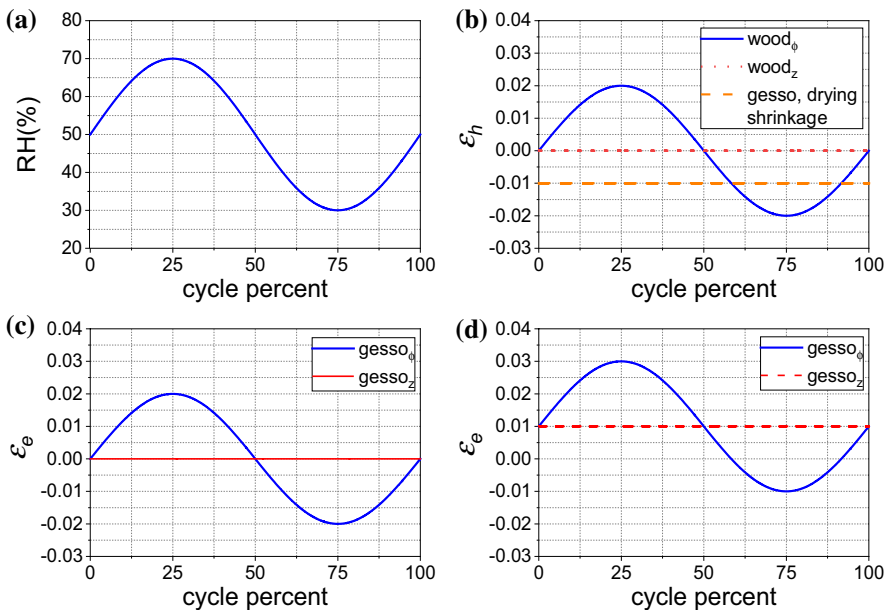 (a)
80
70
60
50
40
30
20
RH(%)
0 25 50 75 100
cycle percent
(b)
0.04
0.03
0.02
0.01
0.00
-0.01
-0.02
-0.03
εh
woodϕ
woodz
gesso, drying
shrinkage
0 25 50 75 100
cycle percent
(c)
0.04
0.03
0.02
0.01
0.00
-0.01
-0.02
-0.03
εe
gessoϕ
gessoz
0 25 50 75 100
cycle percent
(d)
0.04
0.03
0.02
0.01
0.00
-0.01
-0.02
-0.03
εe
gessoϕ
gessoz
0 25 50 75 100
cycle percent